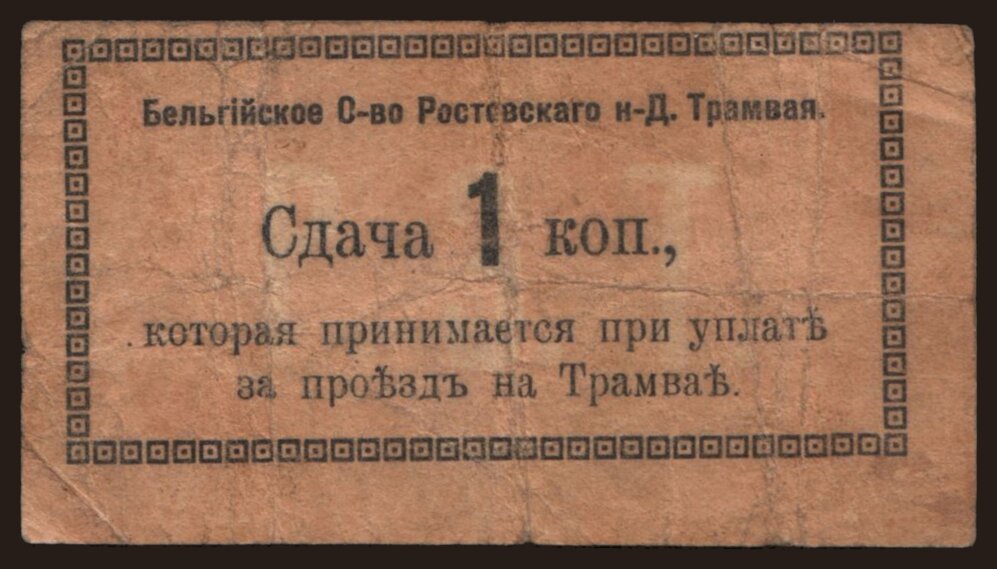 Бельгійское С-во Ростовскаго н-Д. Трамвая.
Сдача 1 коп.,
которая принимается при уплатѣ
за проѣздъ на Трамваѣ.